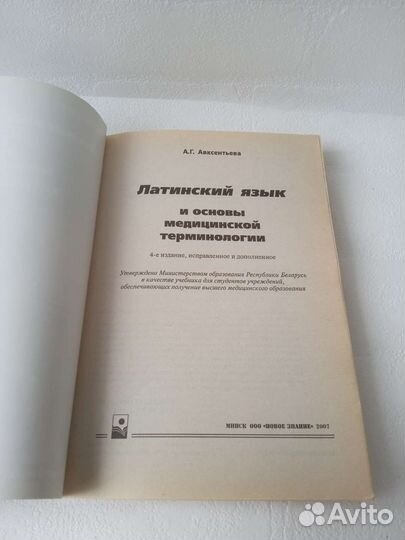 А.Г. Авксентьева
Латинский язык
и основы
медицинской
терминологии
4-е издание, исправленное и дополненное
Утверждено Министерством образования Республики Беларусь
в качестве учебника для студентов учреждений,
обеспечивающих получение высшего медицинского образования
МИНСК ООО «НОВОЕ ЗНАНИЕ» 2007
Avito